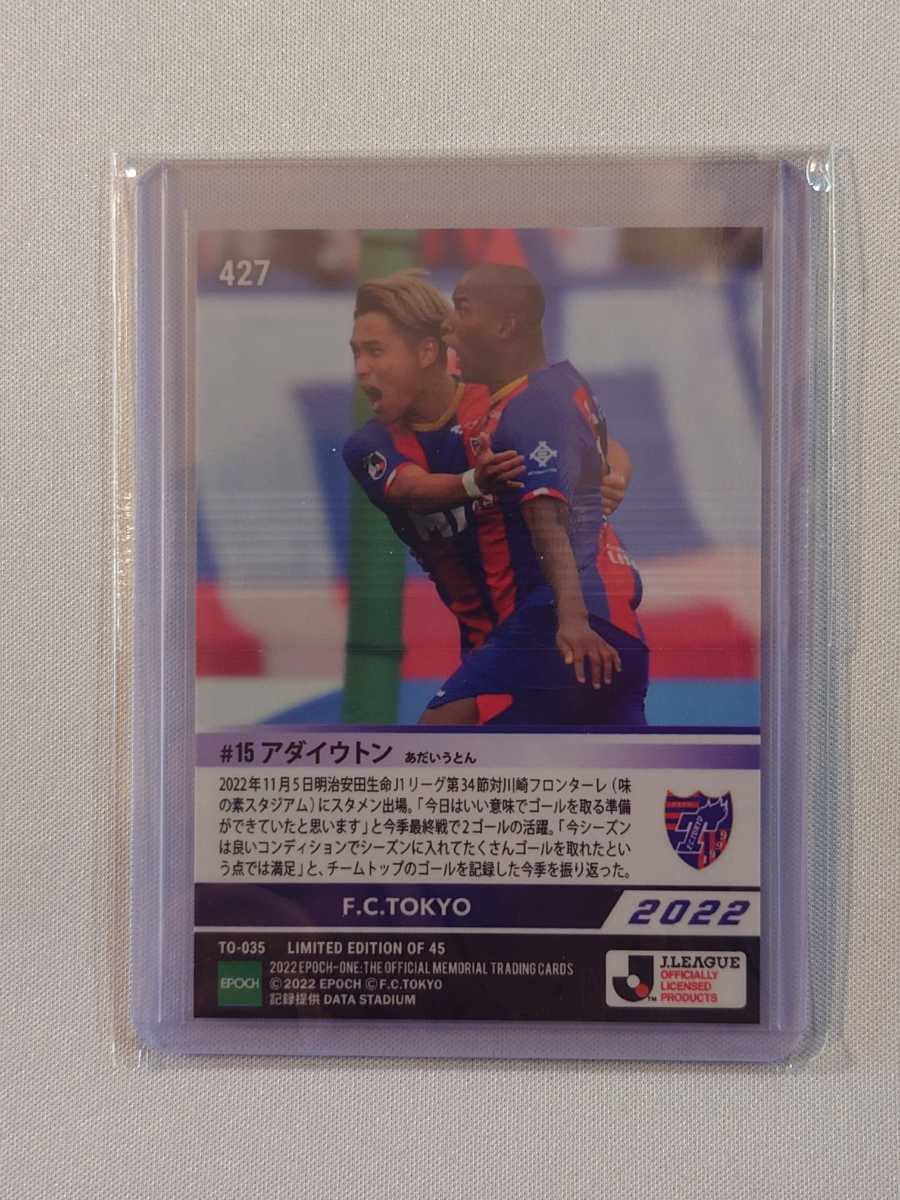 427
#15 アダイウトン あだいうとん
2022年11月5日明治安田生命J1リーグ第34節対川崎フロンターレ（味
の素スタジアム）にスタメン出場。「今日はいい意味でゴールを取る準備
ができていたと思います」と今季最終戦で2ゴールの活躍。「今シーズン
は良いコンディションでシーズンに入れてたくさんゴールを取れたとい
う点では満足」と、チームトップのゴールを記録した今季を振り返った。
F.C.TOKYO
2022
TO-035 LIMITED EDITION OF 45
EPOCH
2022 EPOCH-ONE:THE OFFICIAL MEMORIAL TRADING CARDS
©2022 EPOCH ©F.C.TOKYO
記録提供 DATA STADIUM
J.LEAGUE
OFFICIALLY
LICENSED
PRODUCTS
TM